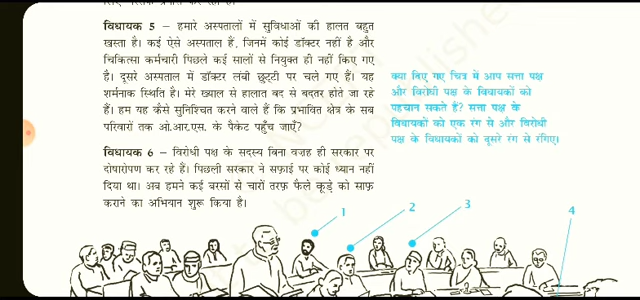 विधायक 5 – हमारे अस्पतालों में सुविधाओं की हालत बहुत
खस्ता है। कई ऐसे अस्पताल हैं, जिनमें कोई डॉक्टर नहीं है और
चिकित्सा कर्मचारी पिछले कई सालों से नियुक्त ही नहीं किए गए
है। दूसरे अस्पताल में डॉक्टर लंबी छुट्टी पर चले गए हैं। यह
शर्मनाक स्थिति है। मेरे ख्याल से हालात बद से बदतर होते जा रहे
हैं। हम यह कैसे सुनिश्चित करने वाले हैं कि प्रभावित क्षेत्र के सब
परिवारों तक ओ.आर.एस. के पैकेट पहुँच जाएँ?
विधायक 6 – विरोधी पक्ष के सदस्य बिना वजह ही सरकार पर
दोषारोपण कर रहे हैं। पिछली सरकार ने सफ़ाई पर कोई ध्यान नहीं
दिया था। अब हमने कई बरसों से चारों तरफ़ फैले कूड़े को साफ़
कराने का अभियान शुरू किया है।
क्या दिए गए चित्र में आप सत्ता पक्ष
और विरोधी पक्ष के विधायकों को
पहचान सकते हैं? सत्ता पक्ष के
विधायकों को एक रंग से और विरोधी
पक्ष के विधायकों को दूसरे रंग से रंगिए।
1
2
3
4